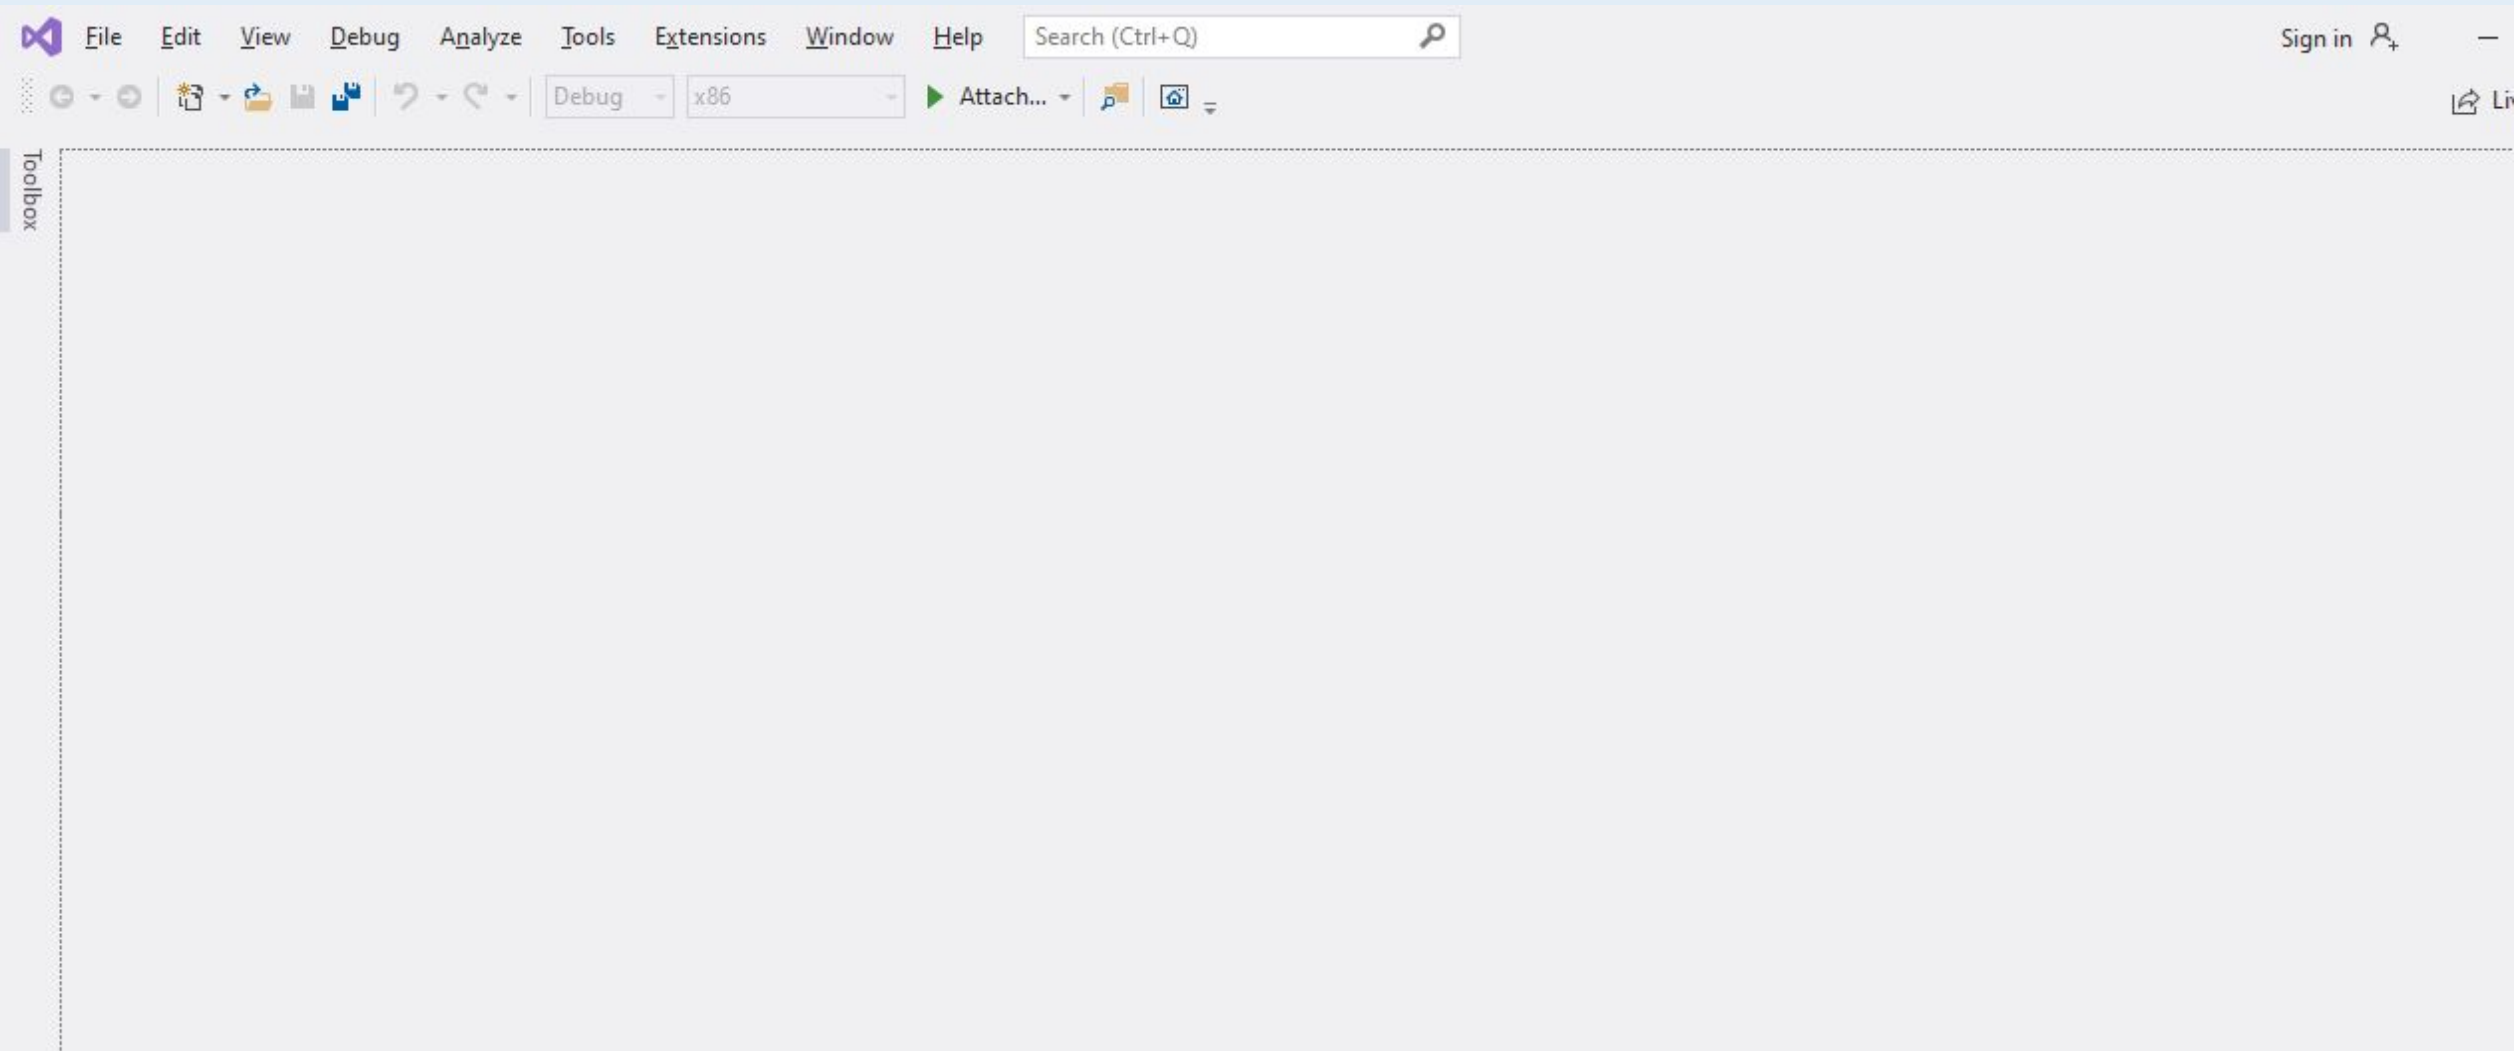 File Edit View Debug Analyze Tools Extensions Window Help Search (Ctrl+Q) Sign in
Debug x86 Attach...
Toolbox